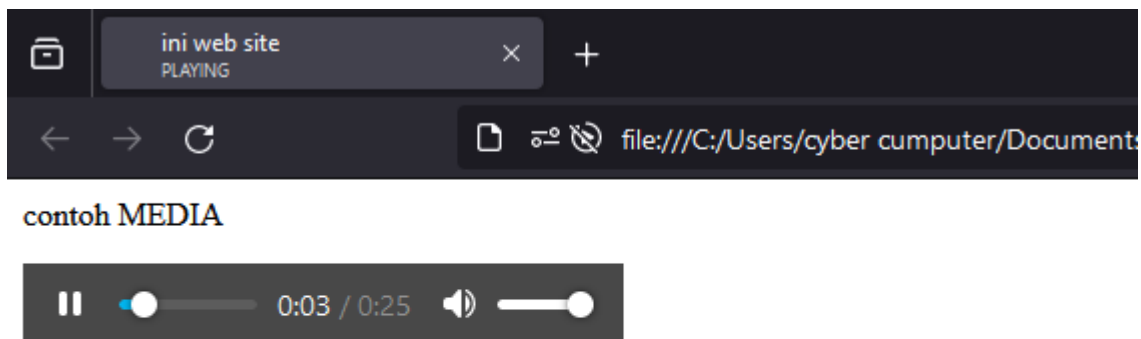 ini web site
PLAYING
file:///C:/Users/cyber cumputer/Documents
contoh MEDIA
0:03 / 0:25